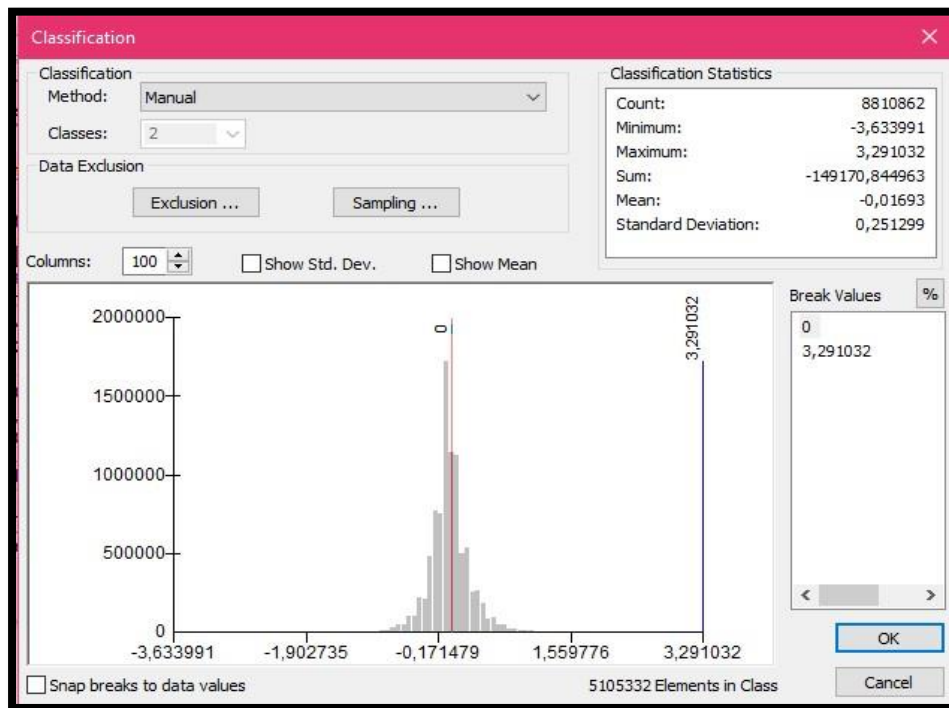 Classification
Classification
Method: Manual
Classes: 2
Data Exclusion
Exclusion ...
Sampling ...
Classification Statistics
Count: 8810862
Minimum: -3,633991
Maximum: 3,291032
Sum: -149170,844963
Mean: -0,01693
Standard Deviation: 0,251299
Columns: 100
Show Std. Dev.
Show Mean
Break Values
%
0
3,291032
2000000
1500000
1000000
500000
0
0
3,291032
-3,633991
-1,902735
-0,171479
1,559776
3,291032
OK
Snap breaks to data values
5105332 Elements in Class
Cancel